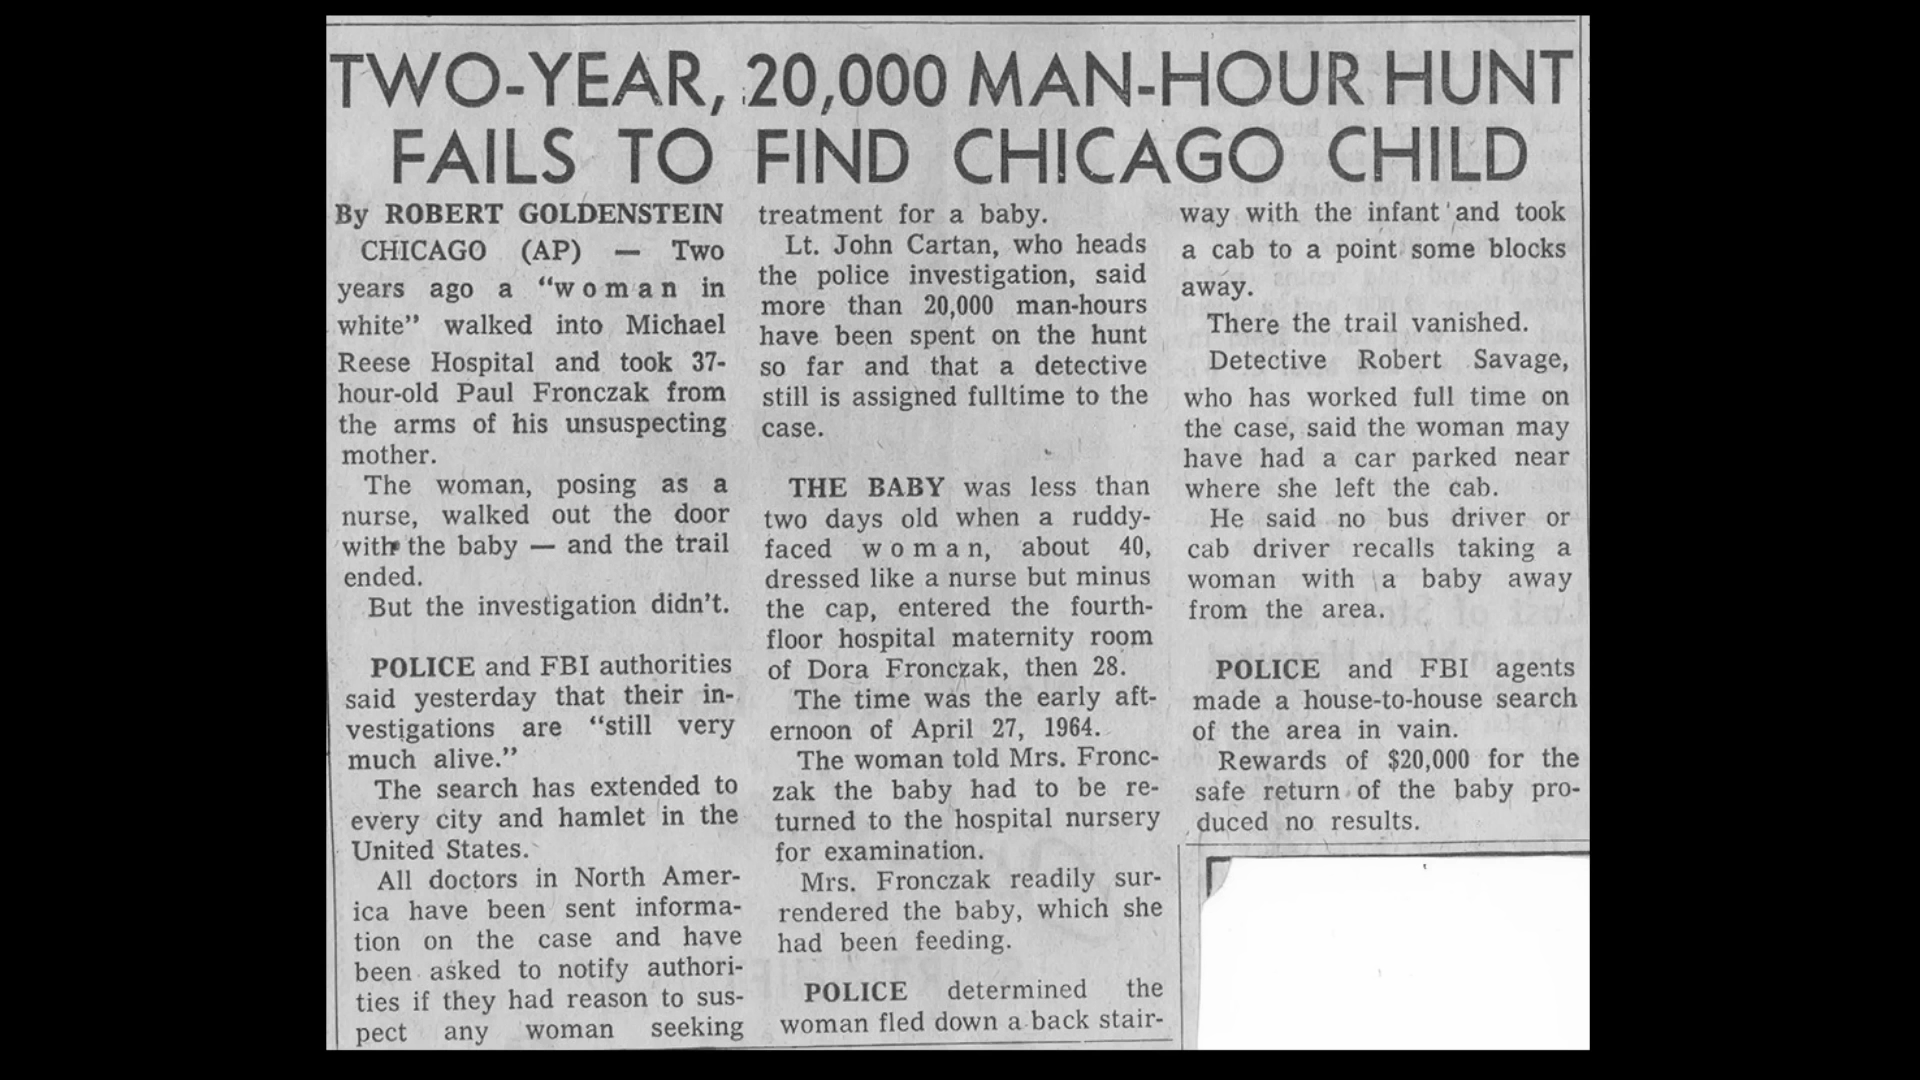 TWO-YEAR, 20,000 MAN-HOUR HUNT
FAILS TO FIND CHICAGO CHILD
By ROBERT GOLDENSTEIN
CHICAGO (AP) — Two
years ago a “woman in
white” walked into Michael
Reese Hospital and took 37-
hour-old Paul Fronczak from
the arms of his unsuspecting
mother.
The woman, posing as a
nurse, walked out the door
with the baby — and the trail
ended.
But the investigation didn't.
POLICE and FBI authorities
said yesterday that their in-
vestigations are “still very
much alive.”
The search has extended to
every city and hamlet in the
United States.
All doctors in North Amer-
ica have been sent informa-
tion on the case and have
been asked to notify authori-
ties if they had reason to sus-
pect any woman seeking
treatment for a baby.
Lt. John Cartan, who heads
the police investigation, said
more than 20,000 man-hours
have been spent on the hunt
so far and that a detective
still is assigned fulltime to the
case.
THE BABY was less than
two days old when a ruddy-
faced woman, about 40,
dressed like a nurse but minus
the cap, entered the fourth-
floor hospital maternity room
of Dora Fronczak, then 28.
The time was the early aft-
ernoon of April 27, 1964.
The woman told Mrs. Fronc-
zak the baby had to be re-
turned to the hospital nursery
for examination.
Mrs. Fronczak readily sur-
rendered the baby, which she
had been feeding.
POLICE determined the
woman fled down a back stair-
way with the infant and took
a cab to a point some blocks
away.
There the trail vanished.
Detective Robert Savage,
who has worked full time on
the case, said the woman may
have had a car parked near
where she left the cab.
He said no bus driver or
cab driver recalls taking a
woman with a baby away
from the area.
POLICE and FBI agents
made a house-to-house search
of the area in vain.
Rewards of $20,000 for the
safe return of the baby pro-
duced no results.